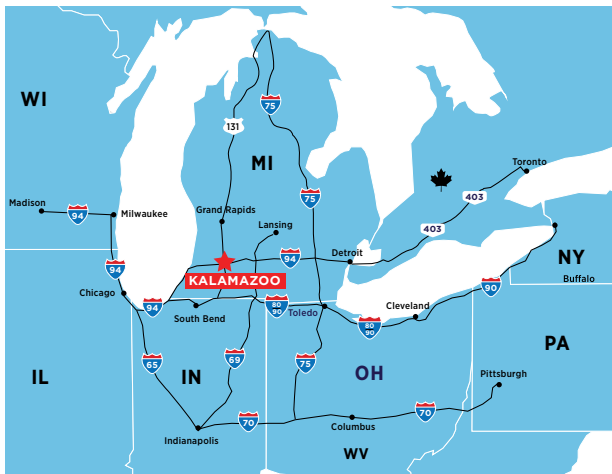 75
131
WI
MI
Toronto
75
403
Madison
94
Milwaukee
Grand Rapids
Lansing
403
94
94
Detroit
NY
KALAMAZOO
Buffalo
Chicago
94
South Bend
80
90
Toledo
Cleveland
90
80
90
PA
65
69
75
IL
IN
OH
Pittsburgh
70
70
Columbus
Indianapolis
WV